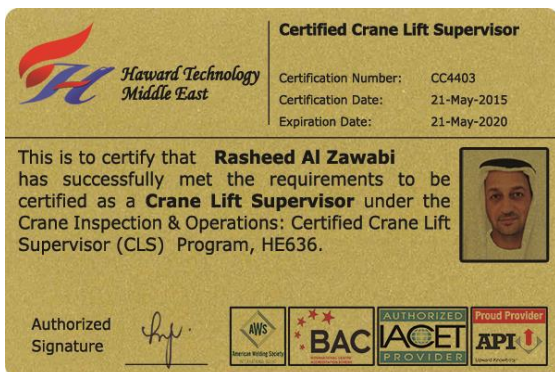 Haward Technology
Middle East
Certified Crane Lift Supervisor
Certification Number: CC4403
Certification Date: 21-May-2015
Expiration Date: 21-May-2020
This is to certify that Rasheed Al Zawabi
has successfully met the requirements to be
certified as a Crane Lift Supervisor under the
Crane Inspection & Operations: Certified Crane Lift
Supervisor (CLS) Program, HE636.
Authorized
Signature
AWS
American Welding Society
BAC
AUTHORIZED
IACET
PROVIDER
Proud Provider
API